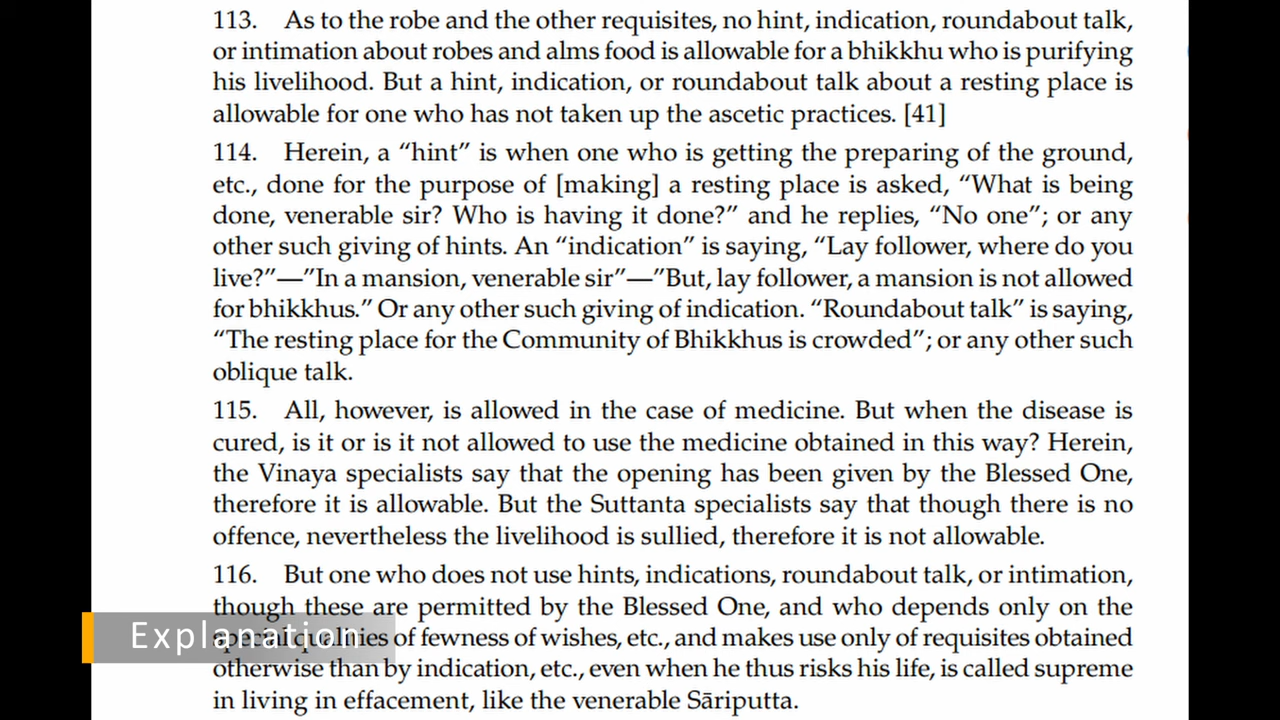 113. As to the robe and the other requisites, no hint, indication, roundabout talk,
or intimation about robes and alms food is allowable for a bhikkhu who is purifying
his livelihood. But a hint, indication, or roundabout talk about a resting place is
allowable for one who has not taken up the ascetic practices. [41]
114. Herein, a “hint” is when one who is getting the preparing of the ground,
etc., done for the purpose of [making] a resting place is asked, “What is being
done, venerable sir? Who is having it done?” and he replies, “No one”; or any
other such giving of hints. An “indication” is saying, “Lay follower, where do you
live?”—”In a mansion, venerable sir”—”But, lay follower, a mansion is not allowed
for bhikkhus.” Or any other such giving of indication. “Roundabout talk” is saying,
“The resting place for the Community of Bhikkhus is crowded”; or any other such
oblique talk.
115. All, however, is allowed in the case of medicine. But when the disease is
cured, is it or is it not allowed to use the medicine obtained in this way? Herein,
the Vinaya specialists say that the opening has been given by the Blessed One,
therefore it is allowable. But the Suttanta specialists say that though there is no
offence, nevertheless the livelihood is sullied, therefore it is not allowable.
116. But one who does not use hints, indications, roundabout talk, or intimation,
though these are permitted by the Blessed One, and who depends only on the
special qualities of fewness of wishes, etc., and makes use only of requisites obtained
otherwise than by indication, etc., even when he thus risks his life, is called supreme
in living in effacement, like the venerable Sāriputta.
Explanation